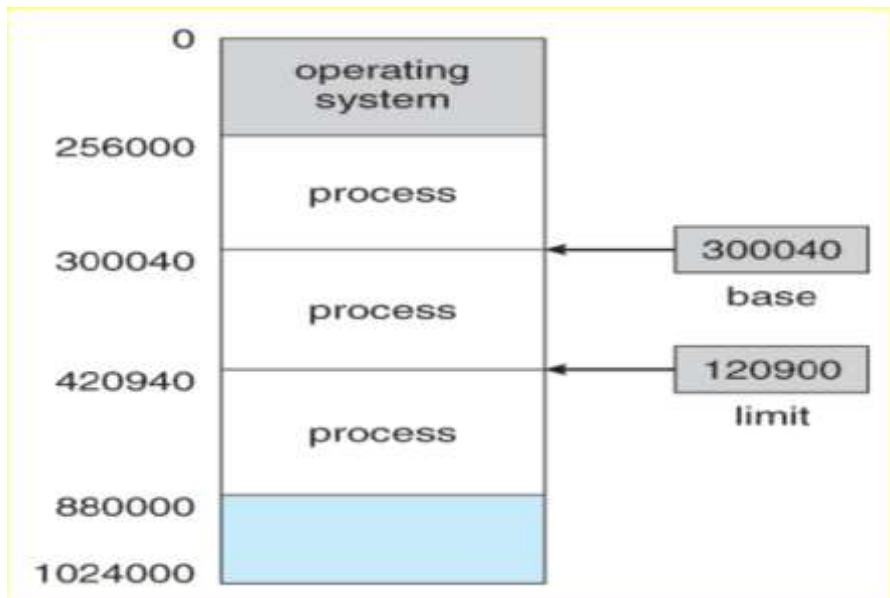 0
operating
system
256000
process
300040
300040
base
process
120900
420940
limit
process
880000
1024000